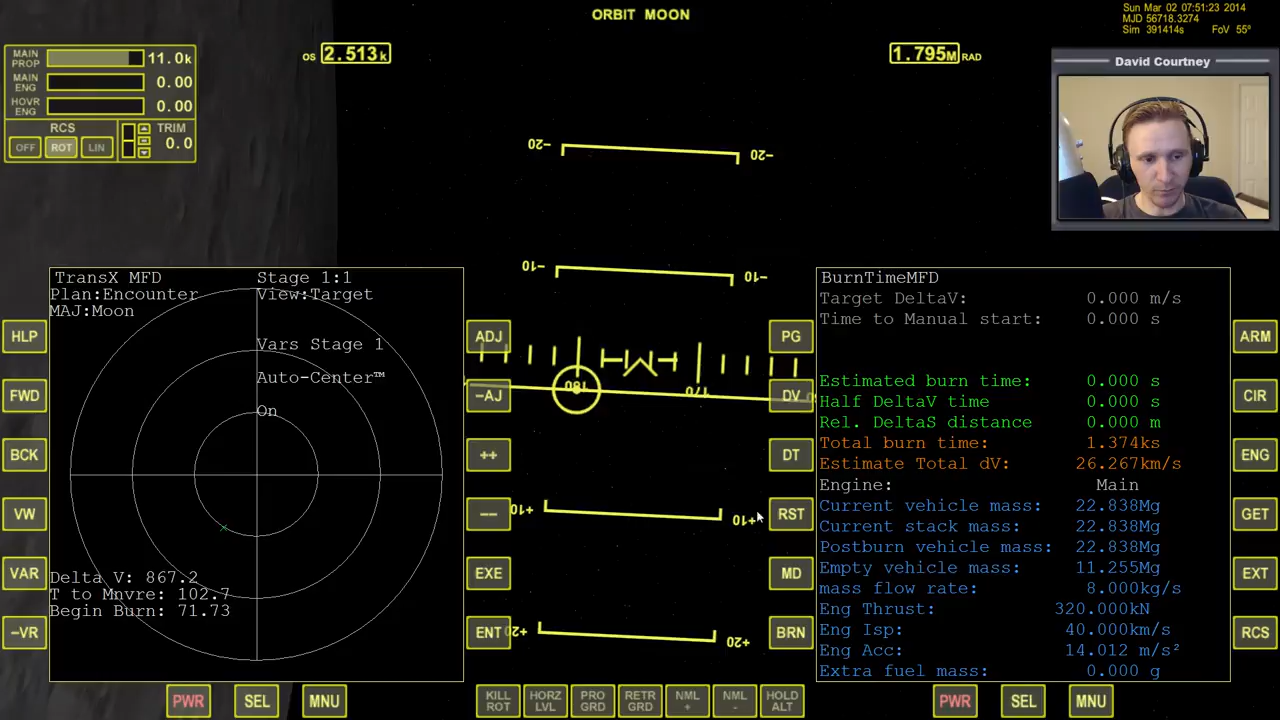 ORBIT MOON
Sun Mar 02 07:51:23 2014
MJD 56718.3274
Sim 391414s FoV 55°
MAIN PROP 11.0k
MAIN ENG 0.00
HOVR ENG 0.00
RCS TRIM
OFF ROT LIN 0.0
OS 2.513k
1.795M RAD
David Courtney
-20 -20
-10 -10
180 170
+10 +10
+20 +20
TransX MFD Stage 1:1
Plan:Encounter View:Target
MAJ:Moon
Vars Stage 1
Auto-Center™
On
Delta V: 867.2
T to Mnvre: 102.7
Begin Burn: 71.73
HLP
FWD
BCK
VW
VAR
-VR
ADJ
-AJ
++
--
EXE
ENT
PWR SEL MNU
KILL ROT
HORZ LVL
PRO GRD
RETR GRD
NML +
NML -
HOLD ALT
PG
DV
DT
RST
MD
BRN
BurnTimeMFD
Target DeltaV: 0.000 m/s
Time to Manual start: 0.000 s
Estimated burn time: 0.000 s
Half DeltaV time 0.000 s
Rel. DeltaS distance 0.000 m
Total burn time: 1.374ks
Estimate Total dV: 26.267km/s
Engine: Main
Current vehicle mass: 22.838Mg
Current stack mass: 22.838Mg
Postburn vehicle mass: 22.838Mg
Empty vehicle mass: 11.255Mg
mass flow rate: 8.000kg/s
Eng Thrust: 320.000kN
Eng Isp: 40.000km/s
Eng Acc: 14.012 m/s²
Extra fuel mass: 0.000 g
ARM
CIR
ENG
GET
EXT
RCS
PWR SEL MNU